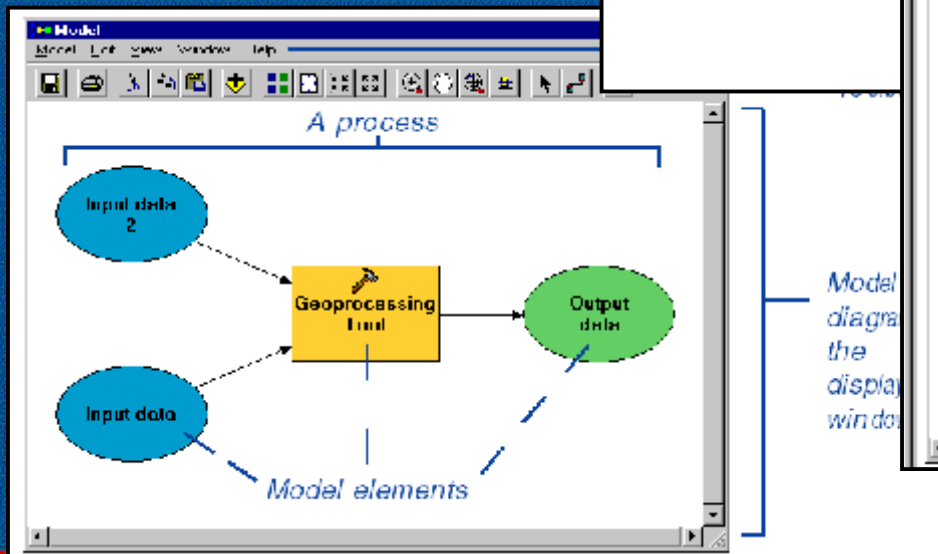 Model
Model Edit View Window Help
A process
Input data
2
Geoprocessing
tool
Output
data
Input data
Model elements
Model
diagra
the
display
window